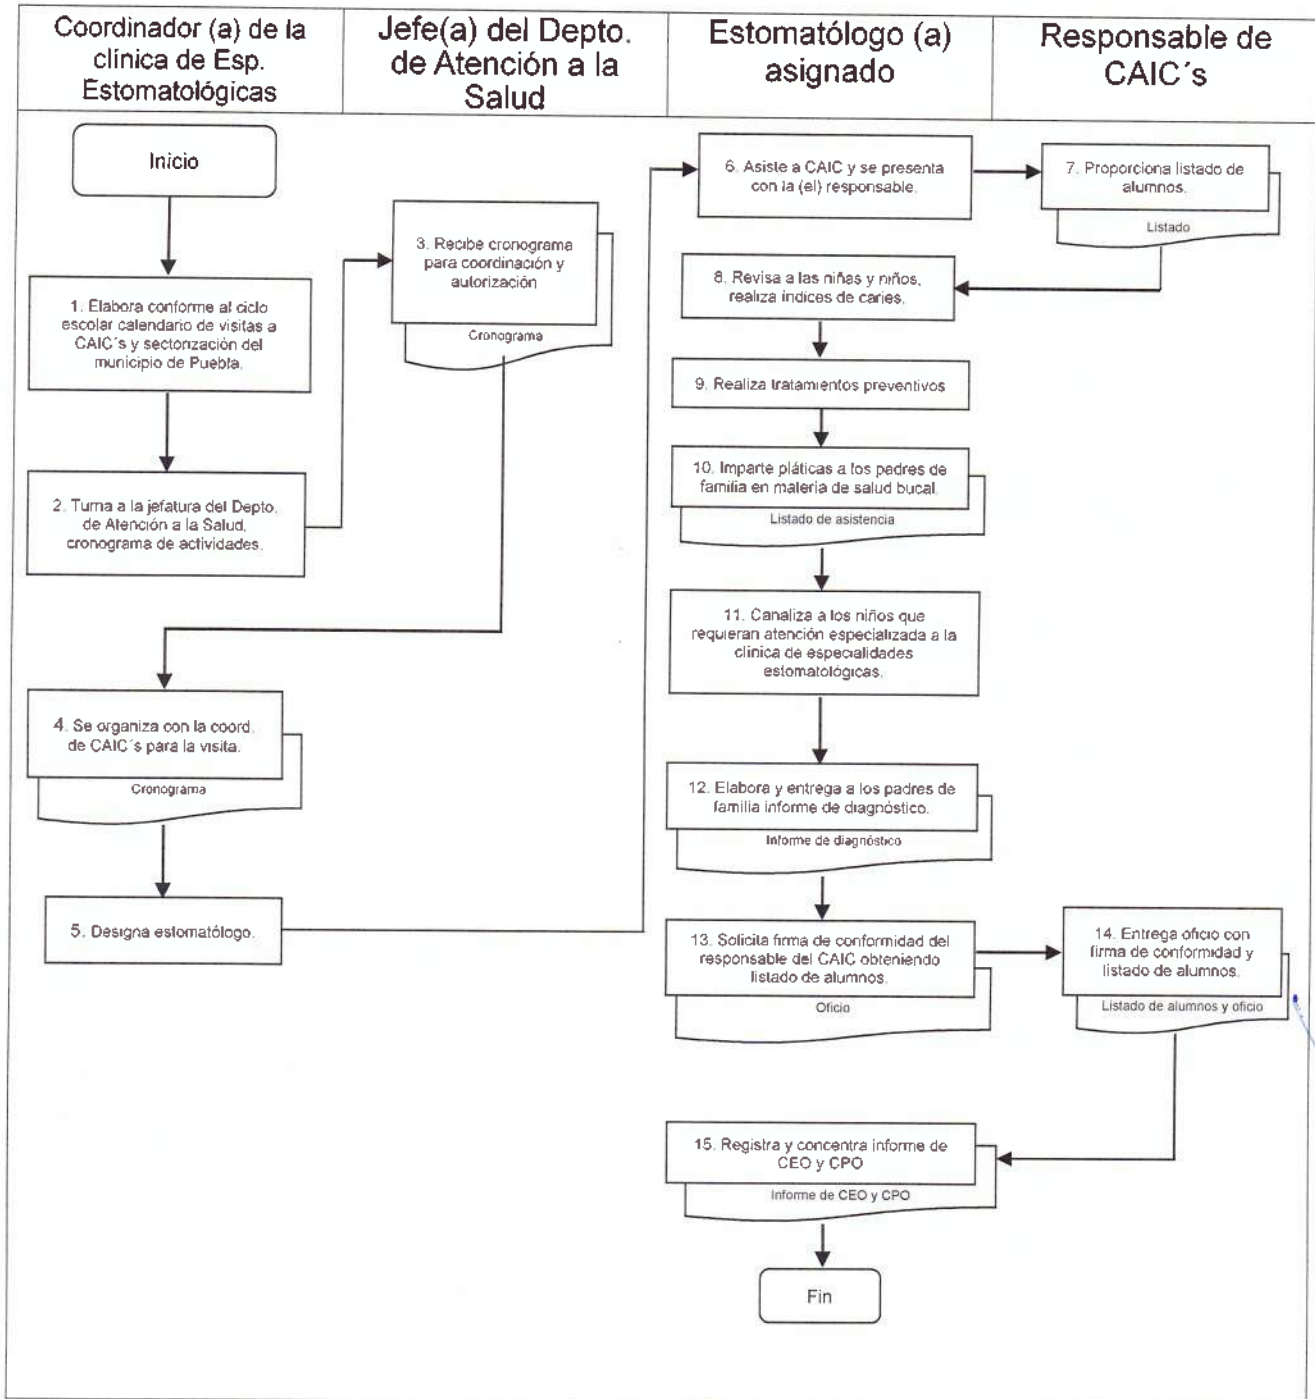 Coordinador (a) de la
clínica de Esp.
Estomatológicas
Jefe(a) del Depto.
de Atención a la
Salud
Estomatólogo (a)
asignado
Responsable de
CAIC´s
Inicio
1. Elabora conforme al ciclo
escolar calendario de visitas a
CAIC´s y sectorización del
municipio de Puebla.
2. Turna a la jefatura del Depto.
de Atención a la Salud,
cronograma de actividades.
3. Recibe cronograma
para coordinación y
autorización
Cronograma
4. Se organiza con la coord.
de CAIC´s para la visita.
Cronograma
5. Designa estomatólogo.
6. Asiste a CAIC y se presenta
con la (el) responsable.
7. Proporciona listado de
alumnos.
Listado
8. Revisa a las niñas y niños,
realiza índices de caries.
9. Realiza tratamientos preventivos
10. Imparte pláticas a los padres de
familia en materia de salud bucal.
Listado de asistencia
11. Canaliza a los niños que
requieran atención especializada a la
clínica de especialidades
estomatológicas.
12. Elabora y entrega a los padres de
familia informe de diagnóstico.
Informe de diagnóstico
13. Solicita firma de conformidad del
responsable del CAIC obteniendo
listado de alumnos.
Oficio
14. Entrega oficio con
firma de conformidad y
listado de alumnos.
Listado de alumnos y oficio
15. Registra y concentra informe de
CEO y CPO
Informe de CEO y CPO
Fin